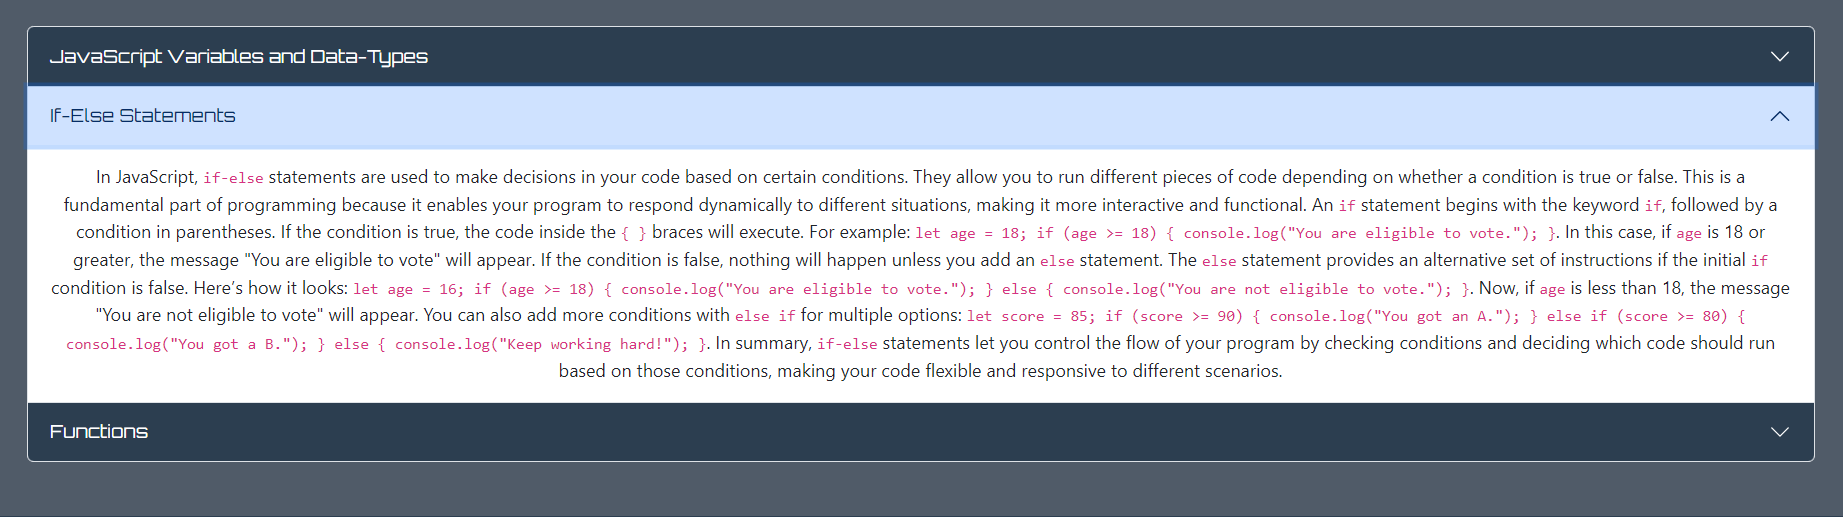 JavaScript Variables and Data-Types
If-Else Statements
In JavaScript, if-else statements are used to make decisions in your code based on certain conditions. They allow you to run different pieces of code depending on whether a condition is true or false. This is a
fundamental part of programming because it enables your program to respond dynamically to different situations, making it more interactive and functional. An if statement begins with the keyword if, followed by a
condition in parentheses. If the condition is true, the code inside the { } braces will execute. For example: let age = 18; if (age >= 18) { console.log("You are eligible to vote."); }. In this case, if age is 18 or
greater, the message "You are eligible to vote" will appear. If the condition is false, nothing will happen unless you add an else statement. The else statement provides an alternative set of instructions if the initial if
condition is false. Here’s how it looks: let age = 16; if (age >= 18) { console.log("You are eligible to vote."); } else { console.log("You are not eligible to vote."); }. Now, if age is less than 18, the message
"You are not eligible to vote" will appear. You can also add more conditions with else if for multiple options: let score = 85; if (score >= 90) { console.log("You got an A."); } else if (score >= 80) {
console.log("You got a B."); } else { console.log("Keep working hard!"); }. In summary, if-else statements let you control the flow of your program by checking conditions and deciding which code should run
based on those conditions, making your code flexible and responsive to different scenarios.
Functions